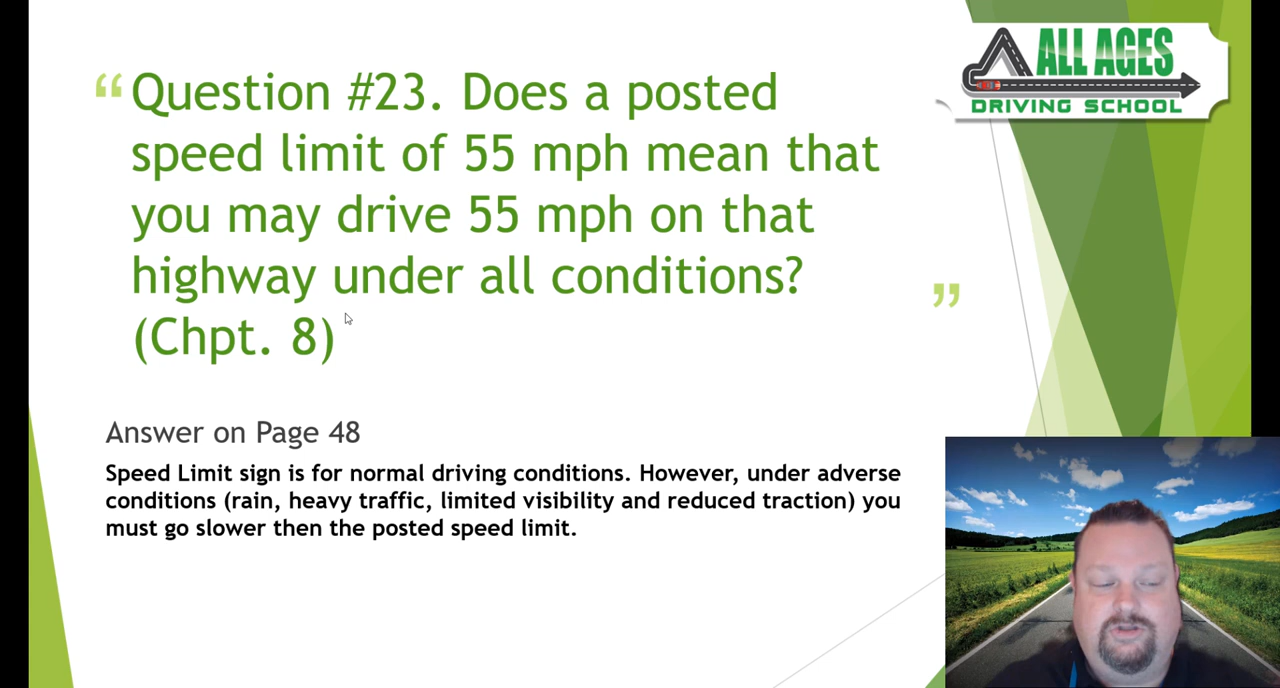 ALL AGES
DRIVING SCHOOL
“Question #23. Does a posted
speed limit of 55 mph mean that
you may drive 55 mph on that
highway under all conditions?
(Chpt. 8)
”
Answer on Page 48
Speed Limit sign is for normal driving conditions. However, under adverse
conditions (rain, heavy traffic, limited visibility and reduced traction) you
must go slower then the posted speed limit.